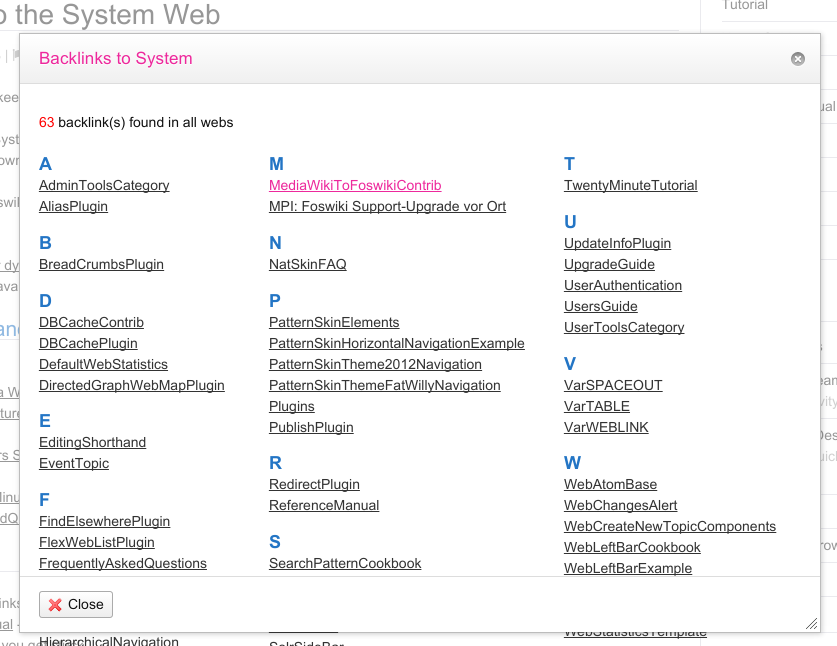 o the System Web
Tutorial
Backlinks to System
63 backlink(s) found in all webs
A
AdminToolsCategory
AliasPlugin
B
BreadCrumbsPlugin
D
DBCacheContrib
DBCachePlugin
DefaultWebStatistics
DirectedGraphWebMapPlugin
E
EditingShorthand
EventTopic
F
FindElsewherePlugin
FlexWebListPlugin
FrequentlyAskedQuestions
M
MediaWikiToFoswikiContrib
MPI: Foswiki Support-Upgrade vor Ort
N
NatSkinFAQ
P
PatternSkinElements
PatternSkinHorizontalNavigationExample
PatternSkinTheme2012Navigation
PatternSkinThemeFatWillyNavigation
Plugins
PublishPlugin
R
RedirectPlugin
ReferenceManual
S
SearchPatternCookbook
T
TwentyMinuteTutorial
U
UpdateInfoPlugin
UpgradeGuide
UserAuthentication
UsersGuide
UserToolsCategory
V
VarSPACEOUT
VarTABLE
VarWEBLINK
W
WebAtomBase
WebChangesAlert
WebCreateNewTopicComponents
WebLeftBarCookbook
WebLeftBarExample
Close
HierarchicalNavigation
SolrSideBar
WebStatisticsTemplate